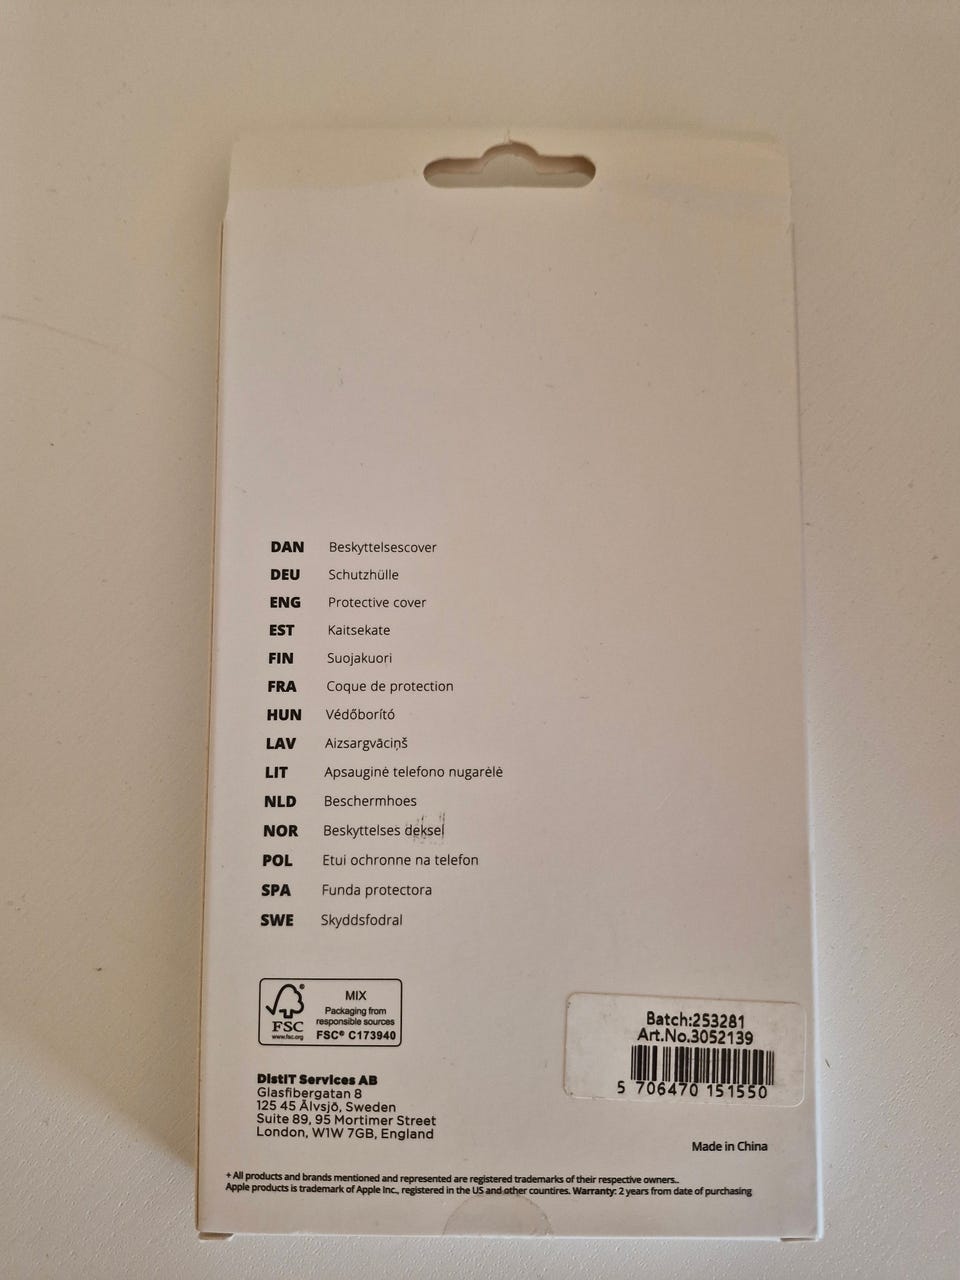 DAN Beskyttelsescover
DEU Schutzhülle
ENG Protective cover
EST Kaitsekate
FIN Suojakuori
FRA Coque de protection
HUN Védőborító
LAV Aizsargvāciņš
LIT Apsauginė telefono nugarėlė
NLD Beschermhoes
NOR Beskyttelses deksel
POL Etui ochronne na telefon
SPA Funda protectora
SWE Skyddsfodral
FSC
www.fsc.org
MIX
Packaging from
responsible sources
FSC® C173940
DistIT Services AB
Glasfibergatan 8
125 45 Älvsjö, Sweden
Suite 89, 95 Mortimer Street
London, W1W 7GB, England
Batch:253281
Art.No.3052139
5 706470 151550
Made in China
+ All products and brands mentioned and represented are registered trademarks of their respective owners..
Apple products is trademark of Apple Inc., registered in the US and other countires. Warranty: 2 years from date of purchasing